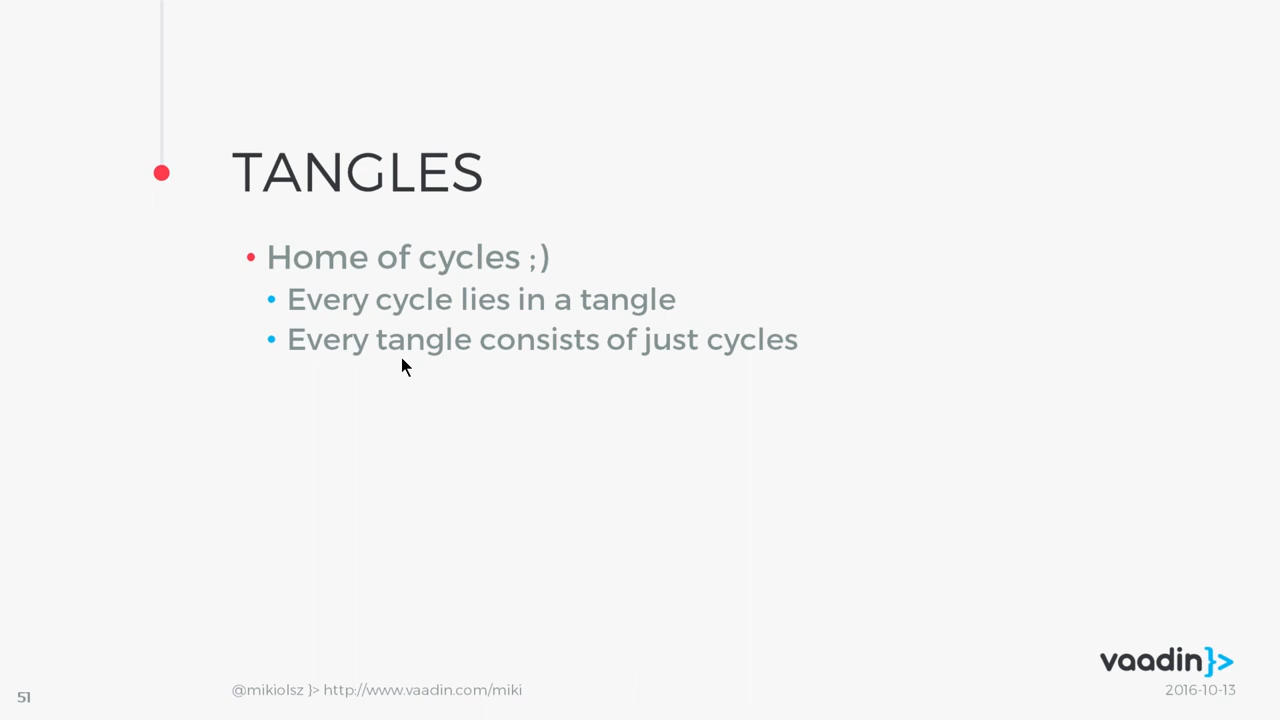 TANGLES
• Home of cycles ;)
• Every cycle lies in a tangle
• Every tangle consists of just cycles
vaadin}>
51
@mikiolsz }> http://www.vaadin.com/miki
2016-10-13